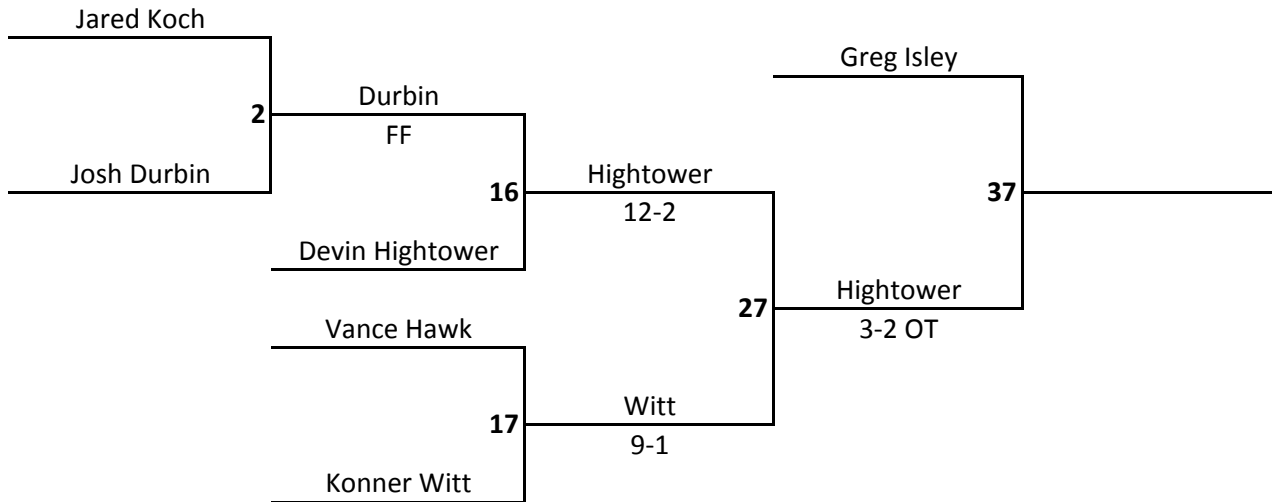 Jared Koch
Greg Isley
2
Durbin
FF
Josh Durbin
16
Hightower
12-2
37
Devin Hightower
27
Hightower
3-2 OT
Vance Hawk
17
Witt
9-1
Konner Witt